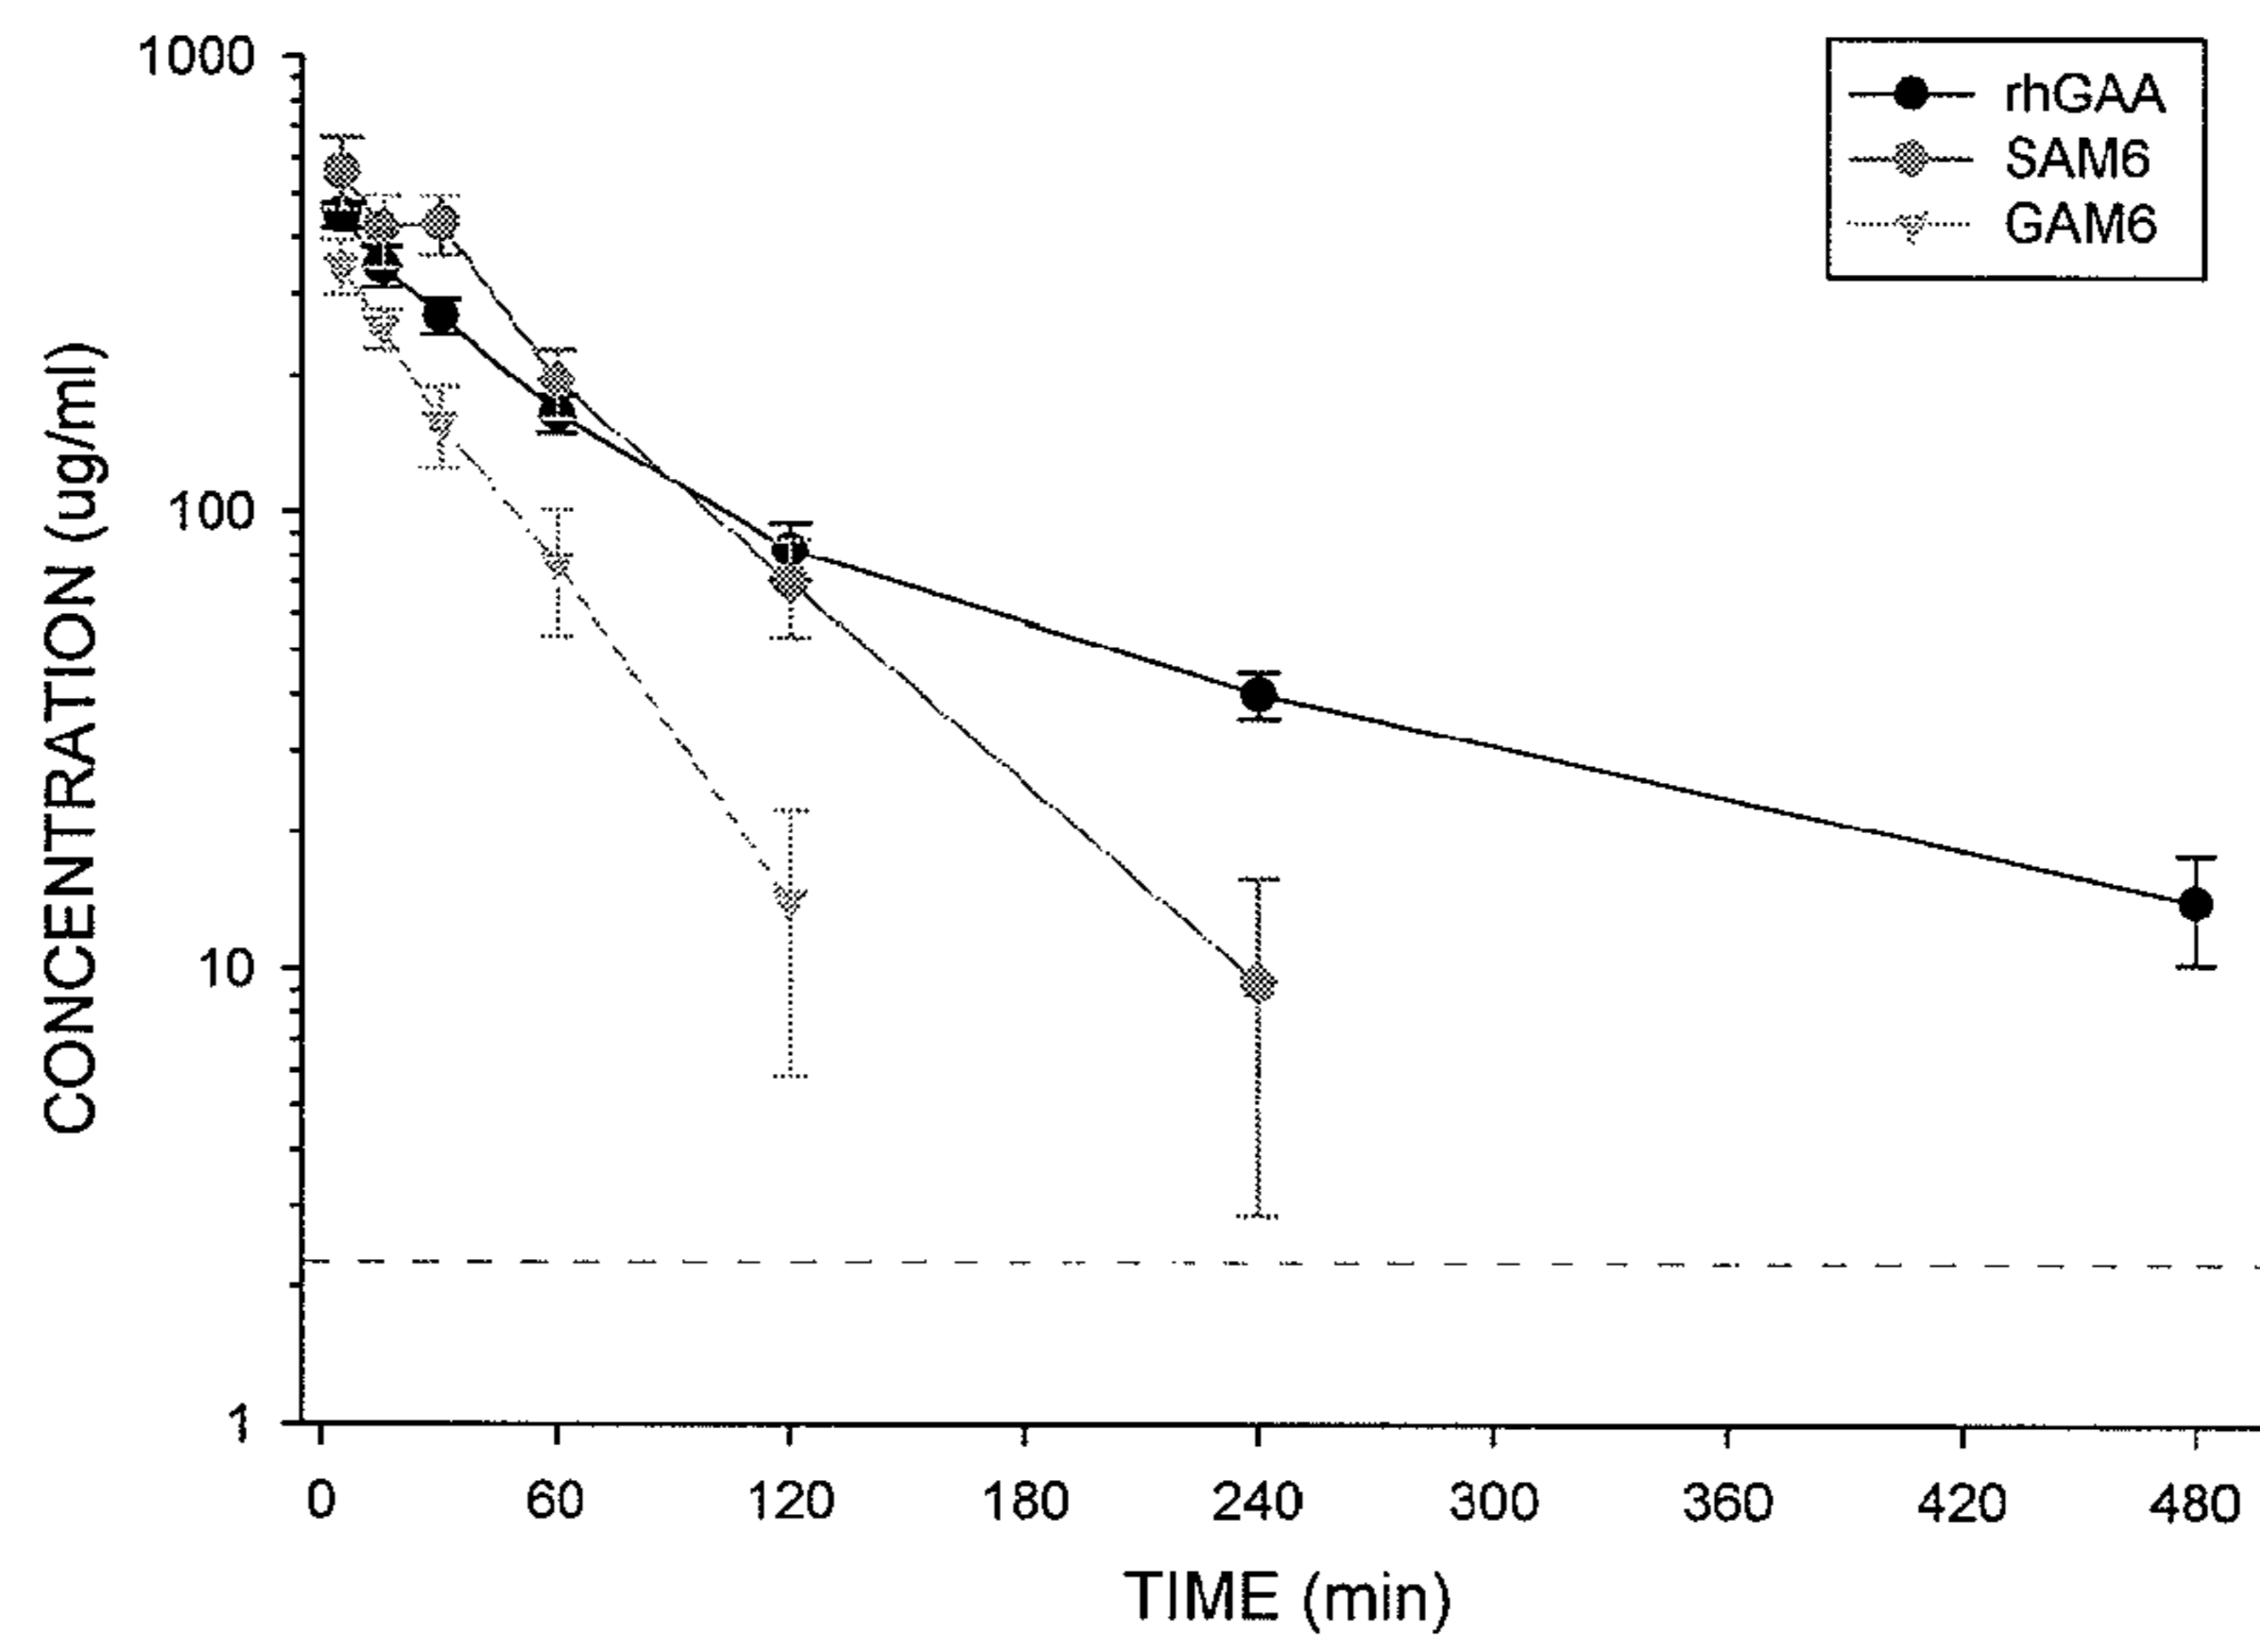 1000
100
10
1
CONCENTRATION (ug/ml)
rhGAA
SAM6
GAM6
0 60 120 180 240 300 360 420 480
TIME (min)